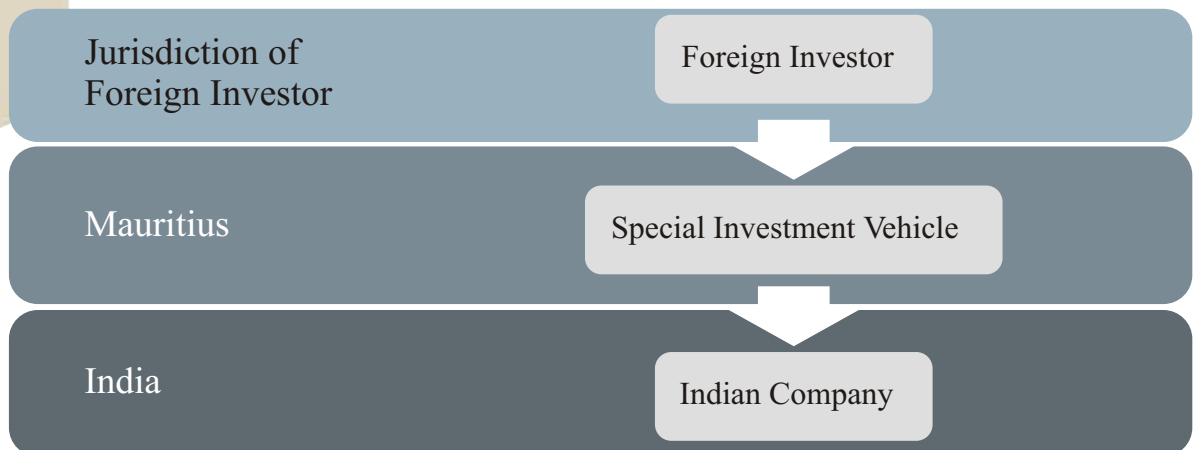 Jurisdiction of
Foreign Investor
Foreign Investor
Mauritius
Special Investment Vehicle
India
Indian Company